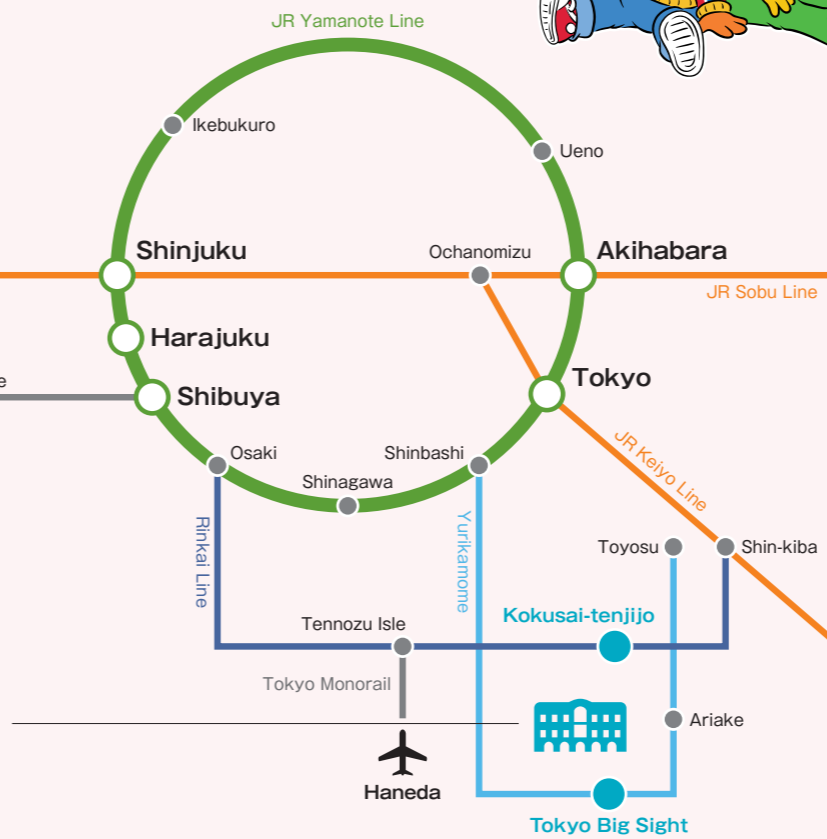 JR Yamanote Line
Ikebukuro
Ueno
Shinjuku
Ochanomizu
Akihabara
JR Sobu Line
Harajuku
Tokyo
e
Shibuya
JR Keiyo Line
Osaki
Shinbashi
Shinagawa
Rinkai Line
Yurikamome
Toyosu
Shin-kiba
Kokusai-tenjijo
Tennozu Isle
Tokyo Monorail
Ariake
Haneda
Tokyo Big Sight